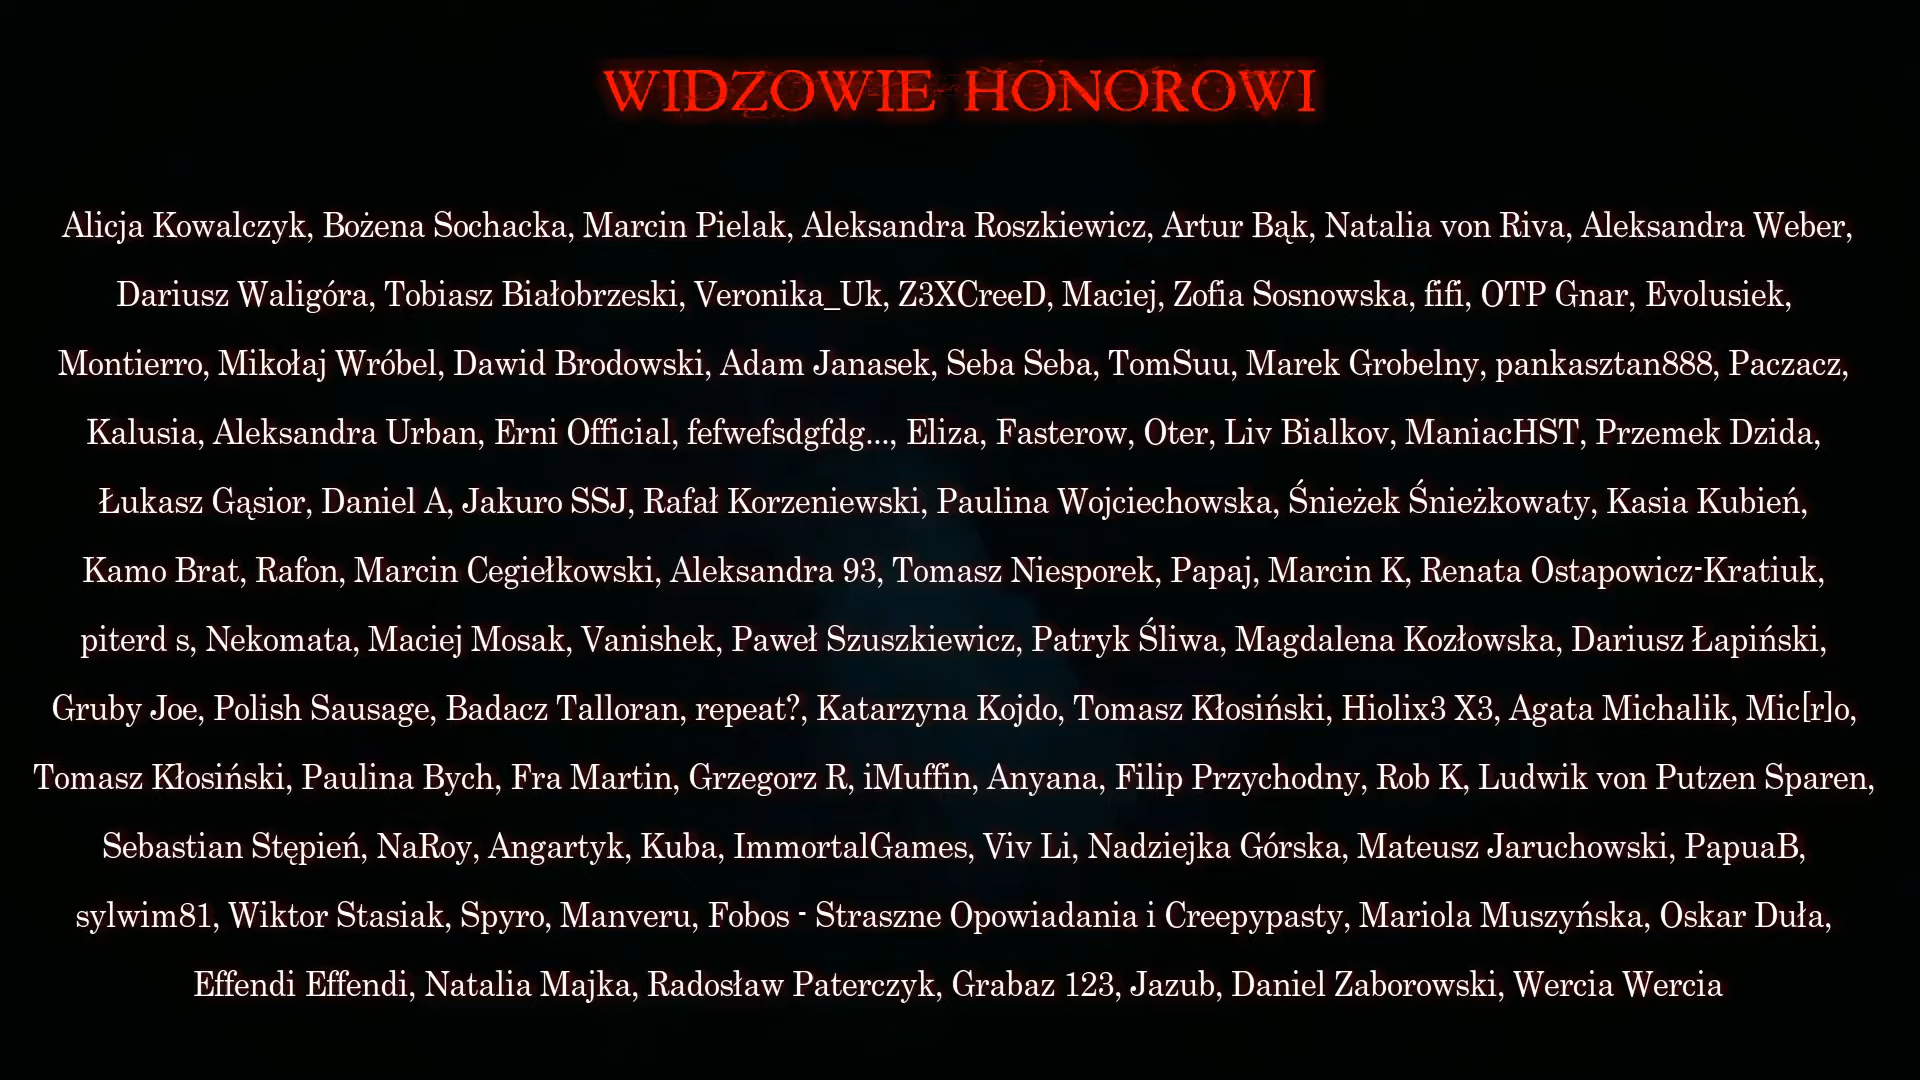 WIDZOWIE HONOROWI
Alicja Kowalczyk, Bożena Sochacka, Marcin Pielak, Aleksandra Roszkiewicz, Artur Bąk, Natalia von Riva, Aleksandra Weber,
Dariusz Waligóra, Tobiasz Białobrzeski, Veronika_Uk, Z3XCreeD, Maciej, Zofia Sosnowska, fifi, OTP Gnar, Evolusiek,
Montierro, Mikołaj Wróbel, Dawid Brodowski, Adam Janasek, Seba Seba, TomSuu, Marek Grobelny, pankasztan888, Paczacz,
Kalusia, Aleksandra Urban, Erni Official, fefwefsdgfdg..., Eliza, Fasterow, Oter, Liv Bialkov, ManiacHST, Przemek Dzida,
Łukasz Gąsior, Daniel A, Jakuro SSJ, Rafał Korzeniewski, Paulina Wojciechowska, Śnieżek Śnieżkowaty, Kasia Kubień,
Kamo Brat, Rafon, Marcin Cegiełkowski, Aleksandra 93, Tomasz Niesporek, Papaj, Marcin K, Renata Ostapowicz-Kratiuk,
piterd s, Nekomata, Maciej Mosak, Vanishek, Paweł Szuszkiewicz, Patryk Śliwa, Magdalena Kozłowska, Dariusz Łapiński,
Gruby Joe, Polish Sausage, Badacz Talloran, repeat?, Katarzyna Kojdo, Tomasz Kłosiński, Hiolix3 X3, Agata Michalik, Mic[r]o,
Tomasz Kłosiński, Paulina Bych, Fra Martin, Grzegorz R, iMuffin, Anyana, Filip Przychodny, Rob K, Ludwik von Putzen Sparen,
Sebastian Stępień, NaRoy, Angartyk, Kuba, ImmortalGames, Viv Li, Nadziejka Górska, Mateusz Jaruchowski, PapuaB,
sylwim81, Wiktor Stasiak, Spyro, Manveru, Fobos - Straszne Opowiadania i Creepypasty, Mariola Muszyńska, Oskar Duła,
Effendi Effendi, Natalia Majka, Radosław Paterczyk, Grabaz 123, Jazub, Daniel Zaborowski, Wercia Wercia